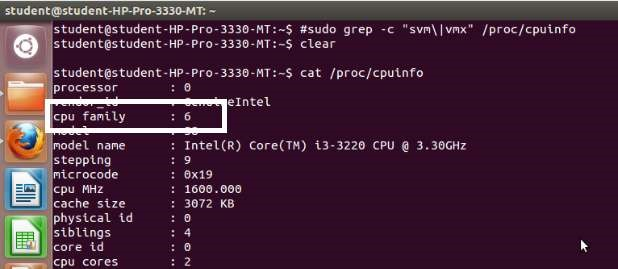 student@student-HP-Pro-3330-MT: ~
student@student-HP-Pro-3330-MT:~$ #sudo grep -c "svm\|vmx" /proc/cpuinfo
student@student-HP-Pro-3330-MT:~$ clear
student@student-HP-Pro-3330-MT:~$ cat /proc/cpuinfo
processor : 0
vendor_id : GenuineIntel
cpu family : 6
model : 58
model name : Intel(R) Core(TM) i3-3220 CPU @ 3.30GHz
stepping : 9
microcode : 0x19
cpu MHz : 1600.000
cache size : 3072 KB
physical id : 0
siblings : 4
core id : 0
cpu cores : 2